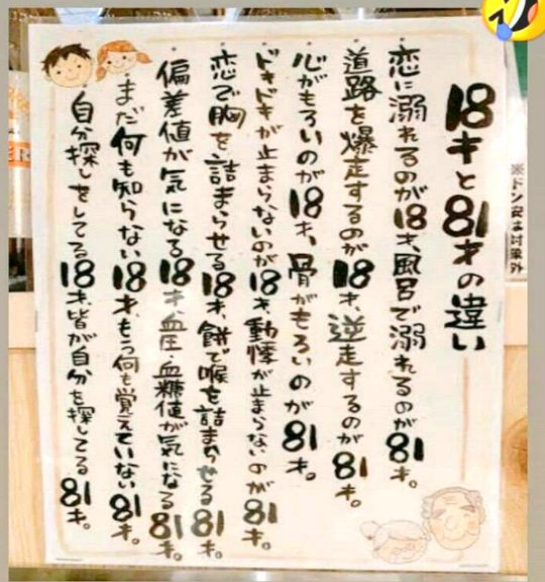 18才と81才の違い
恋に溺れるのが18才、風呂で溺れるのが81才。
道路を爆走するのが18才、逆走するのが81才。
心がもろいのが18才、骨がもろいのが81才。
ドキドキが止まらないのが18才、動悸が止まらないのが81才。
恋で胸を詰まらせる18才、餅で喉を詰まらせる81才。
偏差値が気になる18才、血圧・血糖値が気になる81才。
まだ何も知らない18才、もう何も覚えていない81才。
自分探しをしてる18才、皆が自分を探してる81才。